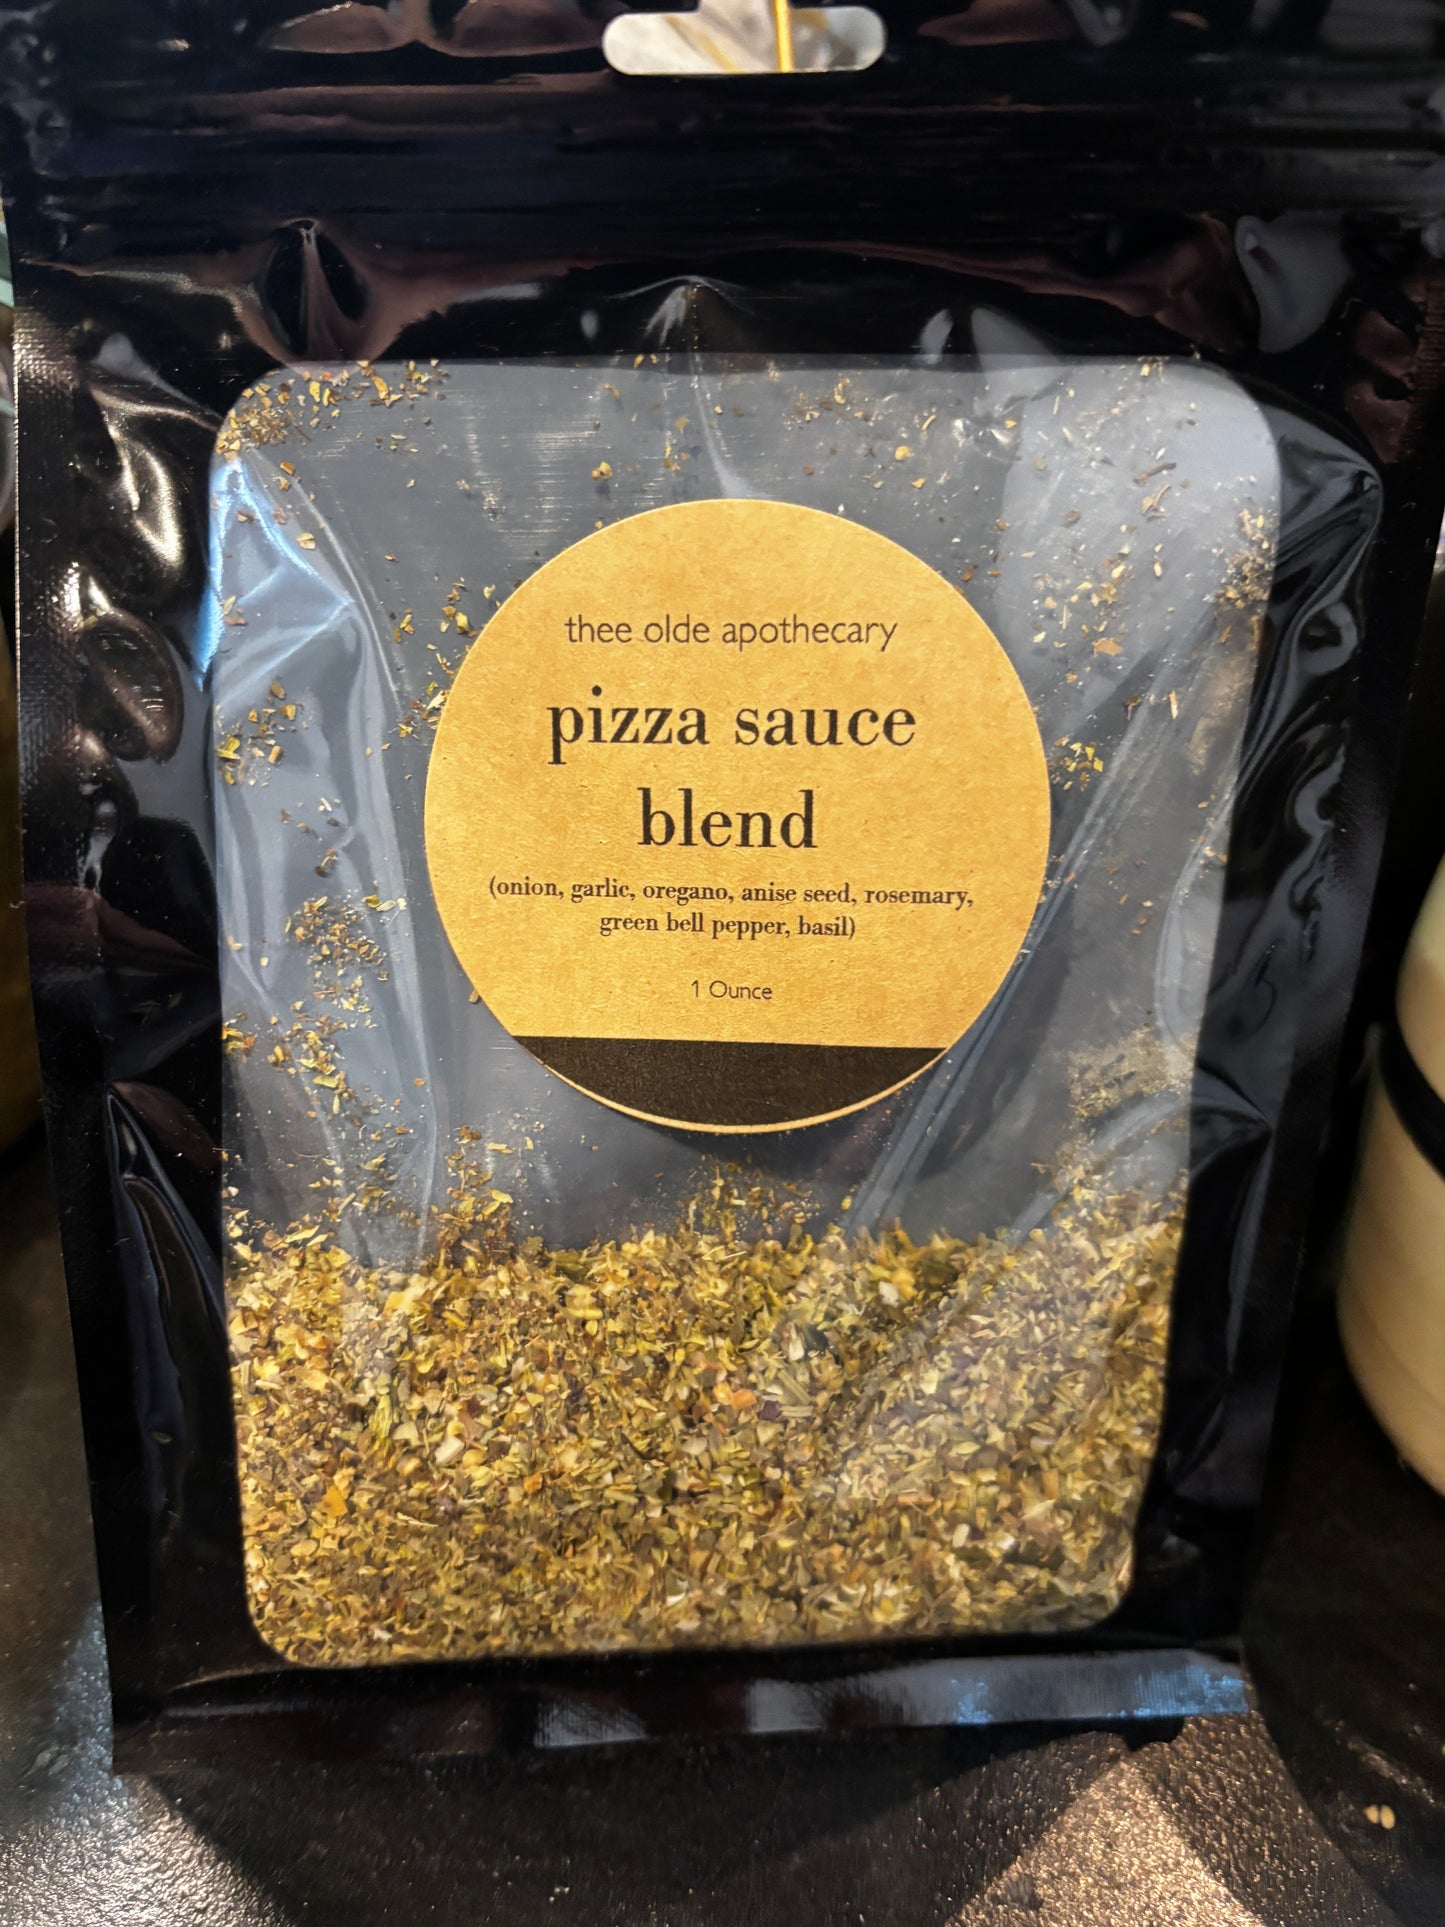 thee olde apothecary
pizza sauce
blend
(onion, garlic, oregano, anise seed, rosemary,
green bell pepper, basil)
1 Ounce